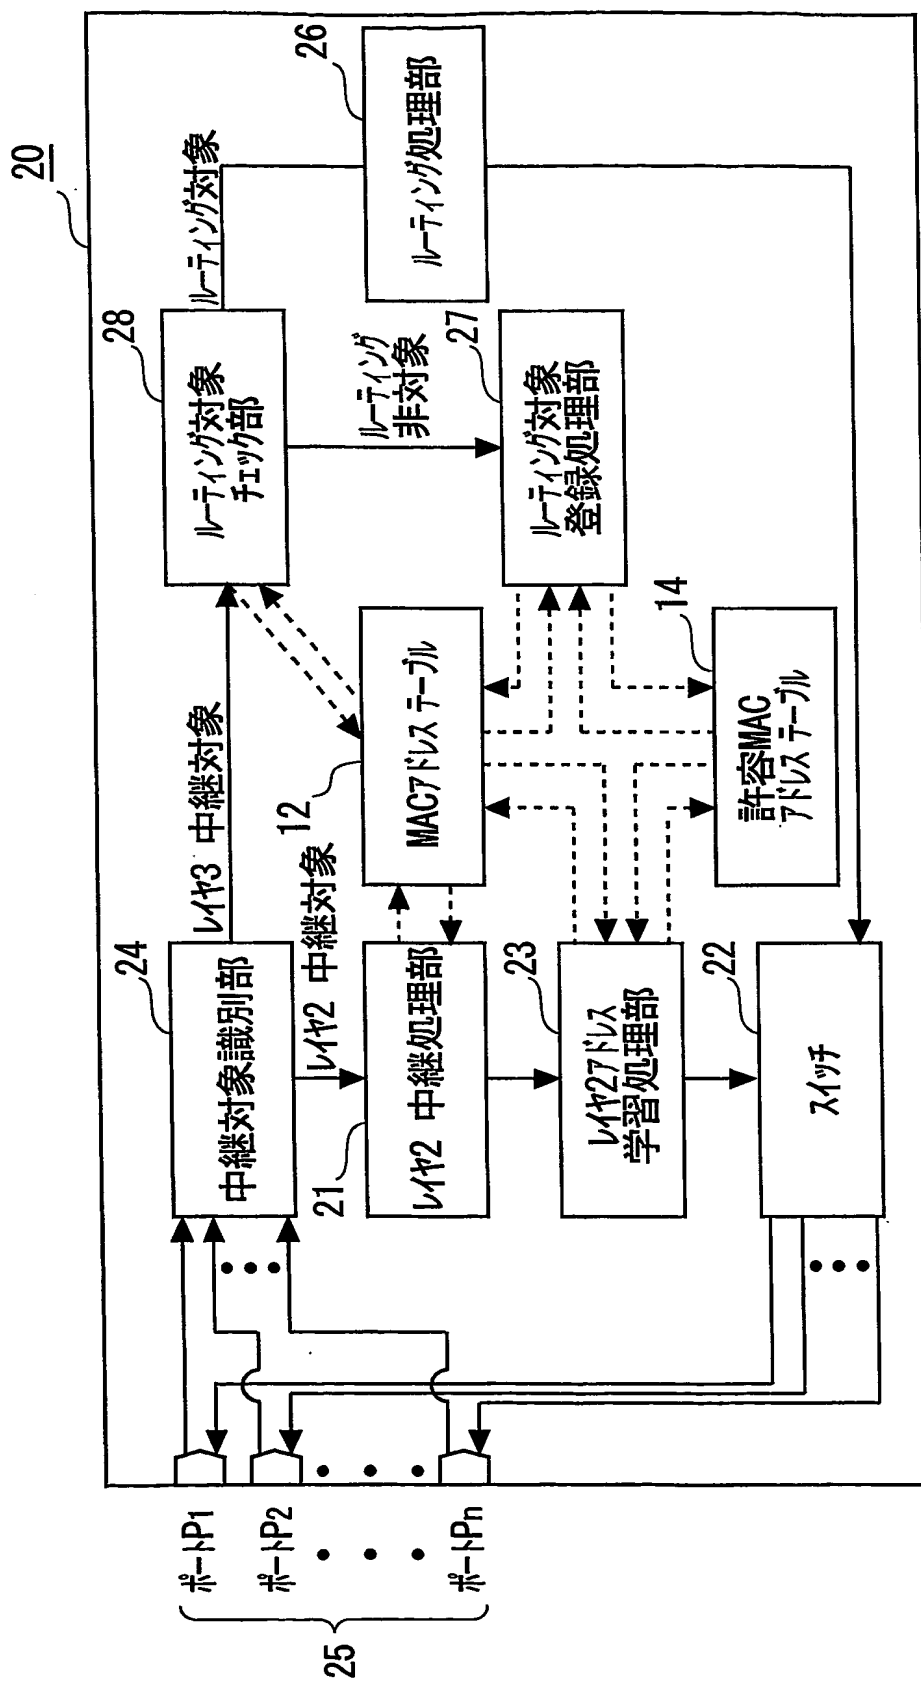 20
ポートP1
ポートP2
ポートPn
25
24
中継対象識別部
レイヤ3 中継対象
レイヤ2 中継対象
28
ルーティング対象
チェック部
ルーティング対象
ルーティング
非対象
26
ルーティング処理部
21
レイヤ2 中継処理部
12
MACアドレス テーブル
27
ルーティング対象
登録処理部
23
レイヤ2アドレス
学習処理部
14
許容MAC
アドレス テーブル
22
スイッチ